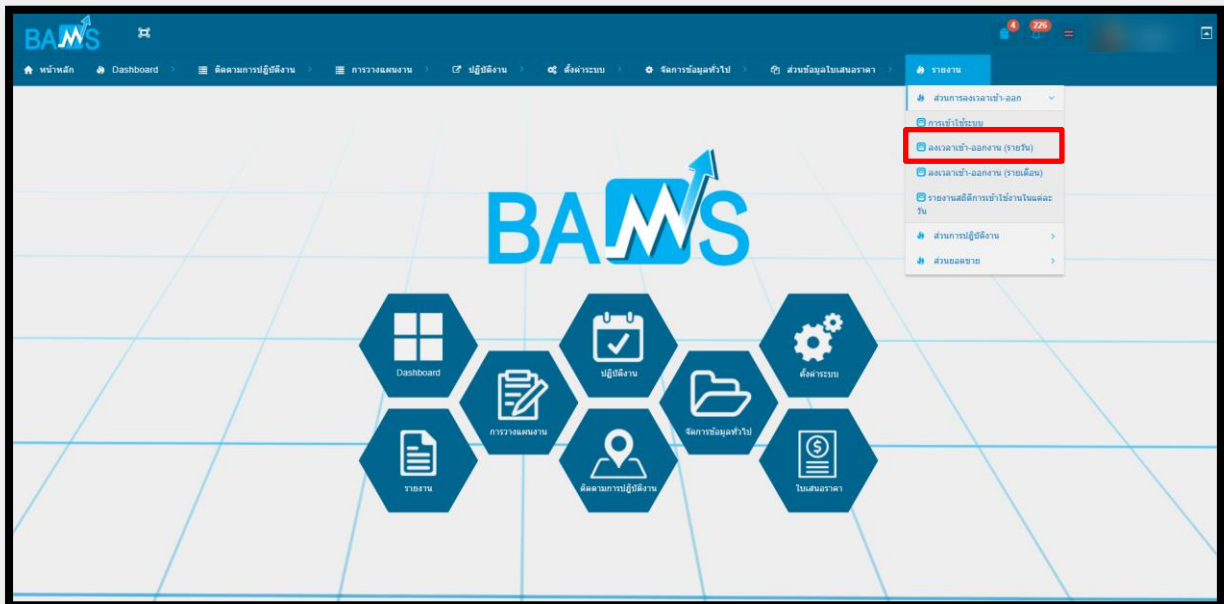 BAMS
4
226
หน้าหลัก
Dashboard
ติดตามการปฏิบัติงาน
การวางแผนงาน
ปฏิบัติงาน
ตั้งค่าระบบ
จัดการข้อมูลทั่วไป
ส่วนข้อมูลใบเสนอราคา
รายงาน
ส่วนการลงเวลาเข้า-ออก
การเข้าใช้ระบบ
ลงเวลาเข้า-ออกงาน (รายวัน)
ลงเวลาเข้า-ออกงาน (รายเดือน)
รายงานสถิติการเข้าใช้งานในแต่ละ
วัน
ส่วนการปฏิบัติงาน
ส่วนยอดขาย
BAMS
Dashboard
ปฏิบัติงาน
ตั้งค่าระบบ
การวางแผนงาน
จัดการข้อมูลทั่วไป
รายงาน
ติดตามการปฏิบัติงาน
ใบเสนอราคา